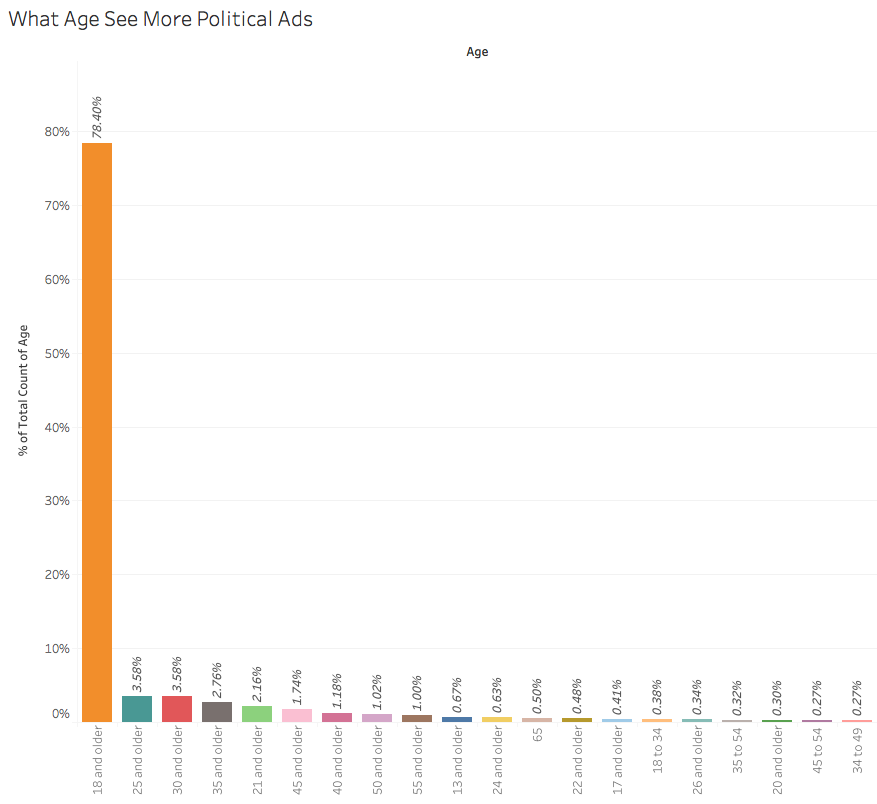 What Age See More Political Ads
Age
% of Total Count of Age
80%
70%
60%
50%
40%
30%
20%
10%
0%
78.40%
3.58%
3.58%
2.76%
2.16%
1.74%
1.18%
1.02%
1.00%
0.67%
0.63%
0.50%
0.48%
0.41%
0.38%
0.34%
0.32%
0.30%
0.27%
0.27%
18 and older
25 and older
30 and older
35 and older
21 and older
45 and older
40 and older
50 and older
55 and older
13 and older
24 and older
65
22 and older
17 and older
18 to 34
26 and older
35 to 54
20 and older
45 to 54
34 to 49